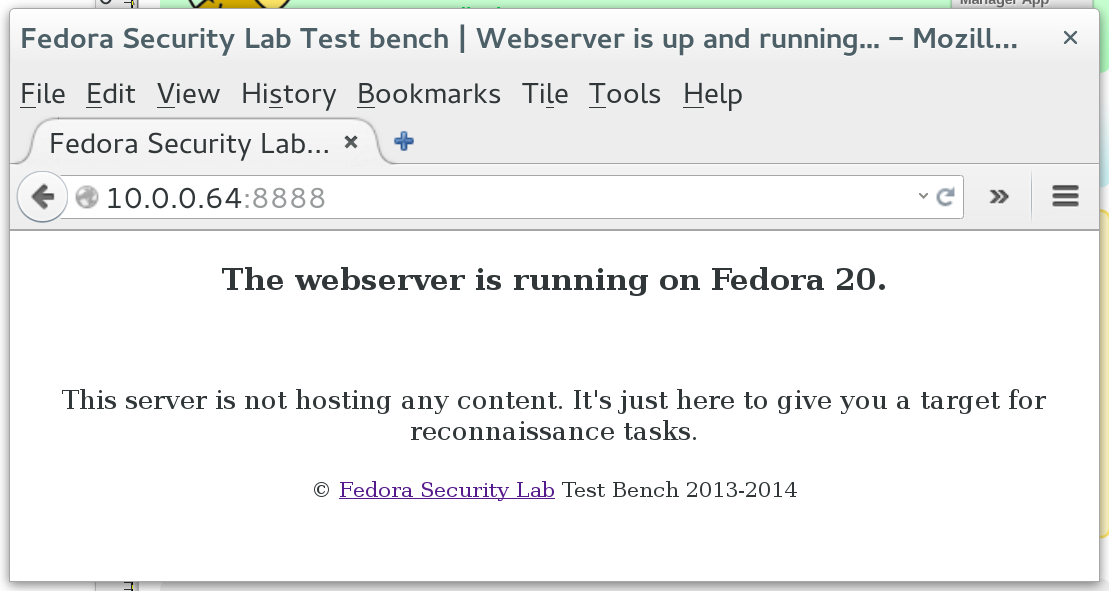 Manager App
Fedora Security Lab Test bench | Webserver is up and running... – Mozill...
File Edit View History Bookmarks Tile Tools Help
Fedora Security Lab...
10.0.0.64:8888
The webserver is running on Fedora 20.
This server is not hosting any content. It's just here to give you a target for
reconnaissance tasks.
© Fedora Security Lab Test Bench 2013-2014